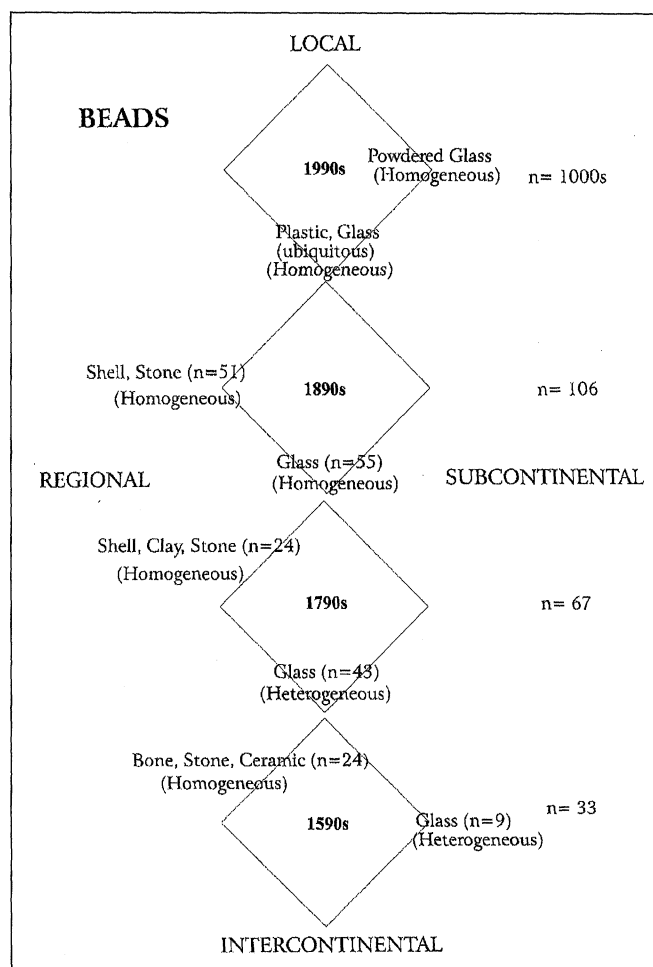 LOCAL
BEADS
1990s
Powdered Glass
(Homogeneous)
n= 1000s
Plastic, Glass
(ubiquitous)
(Homogeneous)
Shell, Stone (n=51)
(Homogeneous)
1890s
n= 106
Glass (n=55)
(Homogeneous)
REGIONAL
SUBCONTINENTAL
Shell, Clay, Stone (n=24)
(Homogeneous)
1790s
n= 67
Glass (n=43)
(Heterogeneous)
Bone, Stone, Ceramic (n=24)
(Homogeneous)
1590s
Glass (n=9)
(Heterogeneous)
n= 33
INTERCONTINENTAL